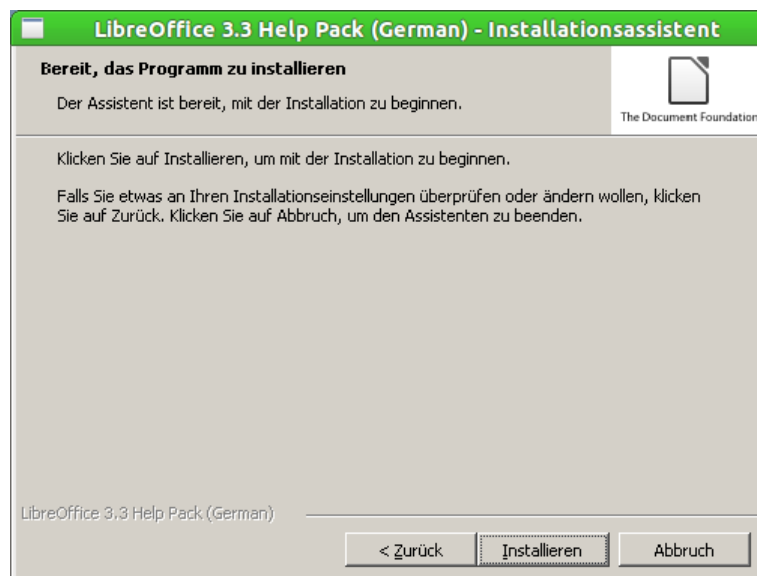 LibreOffice 3.3 Help Pack (German) - Installationsassistent
Bereit, das Programm zu installieren
Der Assistent ist bereit, mit der Installation zu beginnen.
The Document Foundation
Klicken Sie auf Installieren, um mit der Installation zu beginnen.
Falls Sie etwas an Ihren Installationseinstellungen überprüfen oder ändern wollen, klicken
Sie auf Zurück. Klicken Sie auf Abbruch, um den Assistenten zu beenden.
LibreOffice 3.3 Help Pack (German)
< Zurück
Installieren
Abbruch